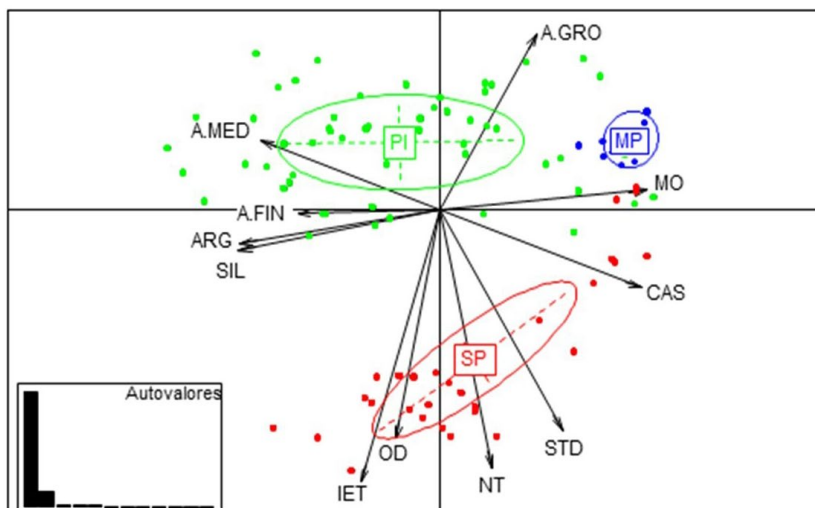 A.GRO
A.MED
PI
MP
MO
A.FIN
ARG
SIL
CAS
SP
Autovalores
OD
STD
IET
NT